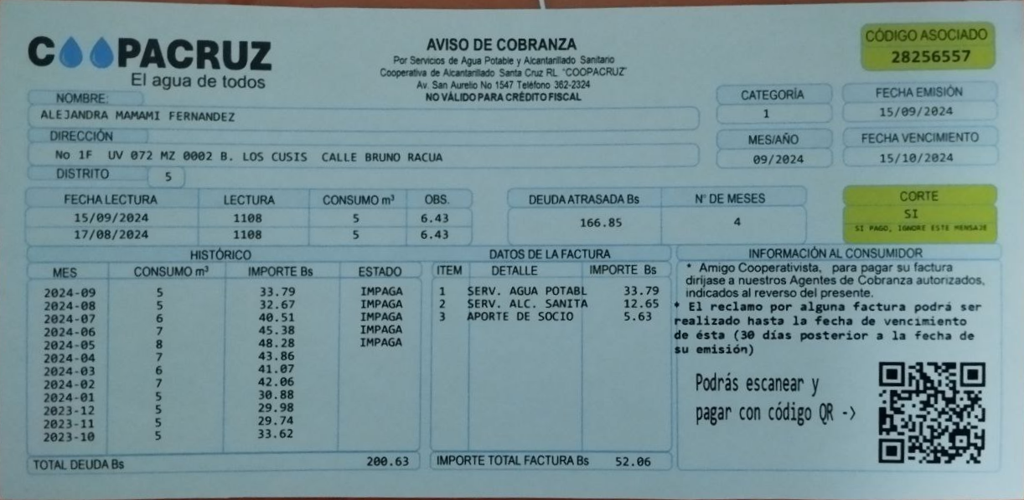 COOPACRUZ
El agua de todos
AVISO DE COBRANZA
Por Servicios de Agua Potable y Alcantarillado Sanitario
Cooperativa de Alcantarillado Santa Cruz RL "COOPACRUZ"
Av. San Aurelio No 1547 Teléfono 362-2324
NO VÁLIDO PARA CRÉDITO FISCAL
CÓDIGO ASOCIADO
28256557
NOMBRE:
ALEJANDRA MAMAMI FERNANDEZ
CATEGORÍA
1
FECHA EMISIÓN
15/09/2024
DIRECCIÓN
No 1F UV 072 MZ 0002 B. LOS CUSIS CALLE BRUNO RACUA
MES/AÑO
09/2024
FECHA VENCIMIENTO
15/10/2024
DISTRITO 5
FECHA LECTURA LECTURA CONSUMO m³ OBS.
15/09/2024 1108 5 6.43
17/08/2024 1108 5 6.43
DEUDA ATRASADA Bs N° DE MESES
166.85 4
CORTE
SI
SI PAGO, IGNORE ESTE MENSAJE
HISTÓRICO
MES CONSUMO m³ IMPORTE Bs ESTADO
2024-09 5 33.79 IMPAGA
2024-08 5 32.67 IMPAGA
2024-07 6 40.51 IMPAGA
2024-06 7 45.38 IMPAGA
2024-05 8 48.28 IMPAGA
2024-04 7 43.86
2024-03 6 41.07
2024-02 7 42.06
2024-01 5 30.88
2023-12 5 29.98
2023-11 5 29.74
2023-10 5 33.62
TOTAL DEUDA Bs 200.63
DATOS DE LA FACTURA
ITEM DETALLE IMPORTE Bs
1 SERV. AGUA POTABL 33.79
2 SERV. ALC. SANITA 12.65
3 APORTE DE SOCIO 5.63
IMPORTE TOTAL FACTURA Bs 52.06
INFORMACIÓN AL CONSUMIDOR
* Amigo Cooperativista, para pagar su factura
dirijase a nuestros Agentes de Cobranza autorizados,
indicados al reverso del presente.
* El reclamo por alguna factura podrá ser
realizado hasta la fecha de vencimiento
de ésta (30 días posterior a la fecha de
su emisión)
Podrás escanear y
pagar con código QR ->